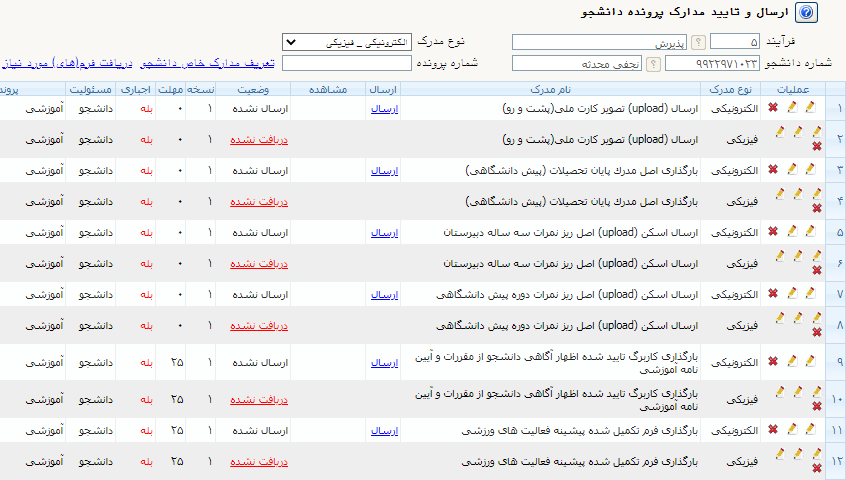 ارسال و تایید مدارک پرونده دانشجو
فرآیند ۵ ? پذیرش نوع مدرک الکترونیکی _ فیزیکی
شماره دانشجو ۹۹۲۲۹۷۱۰۲۳ ? نجفی محدثه شماره پرونده تعریف مدارک خاص دانشجو دریافت فرم(های) مورد نیاز
عملیات نوع مدرک نام مدرک ارسال مشاهده وضعیت نسخه مهلت اجباری مسئولیت پرونده
۱ الکترونیکی ارسال (upload) تصویر کارت ملی(پشت و رو) ارسال ارسال نشده ۱ ۰ بله دانشجو آموزشی
۲ فیزیکی ارسال (upload) تصویر کارت ملی(پشت و رو) دریافت نشده ۱ ۰ بله دانشجو آموزشی
۳ الکترونیکی بارگذاری اصل مدرک پایان تحصیلات (پیش دانشگاهی) ارسال ارسال نشده ۱ ۰ بله دانشجو آموزشی
۴ فیزیکی بارگذاری اصل مدرک پایان تحصیلات (پیش دانشگاهی) دریافت نشده ۱ ۰ بله دانشجو آموزشی
۵ الکترونیکی ارسال اسکن (upload) اصل ریز نمرات سه ساله دبیرستان ارسال ارسال نشده ۱ ۰ بله دانشجو آموزشی
۶ فیزیکی ارسال اسکن (upload) اصل ریز نمرات سه ساله دبیرستان دریافت نشده ۱ ۰ بله دانشجو آموزشی
۷ الکترونیکی ارسال اسکن (upload) اصل ریز نمرات دوره پیش دانشگاهی ارسال ارسال نشده ۱ ۰ بله دانشجو آموزشی
۸ فیزیکی ارسال اسکن (upload) اصل ریز نمرات دوره پیش دانشگاهی دریافت نشده ۱ ۰ بله دانشجو آموزشی
۹ الکترونیکی بارگذاری کاربرگ تایید شده اظهار آگاهی دانشجو از مقررات و آیین ارسال ارسال نشده ۱ ۲۵ بله دانشجو آموزشی
نامه آموزشی
۱۰ فیزیکی بارگذاری کاربرگ تایید شده اظهار آگاهی دانشجو از مقررات و آیین دریافت نشده ۱ ۲۵ بله دانشجو آموزشی
نامه آموزشی
۱۱ الکترونیکی بارگذاری فرم تکمیل شده پیشینه فعالیت های ورزشی ارسال ارسال نشده ۱ ۲۵ بله دانشجو آموزشی
۱۲ فیزیکی بارگذاری فرم تکمیل شده پیشینه فعالیت های ورزشی دریافت نشده ۱ ۲۵ بله دانشجو آموزشی